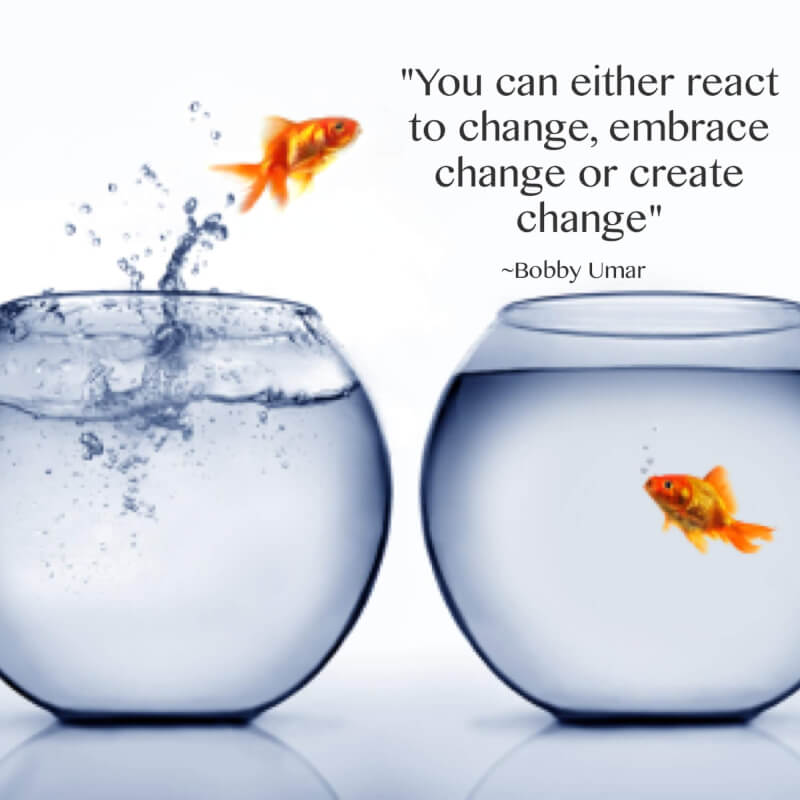 "You can either react
to change, embrace
change or create
change"
~Bobby Umar